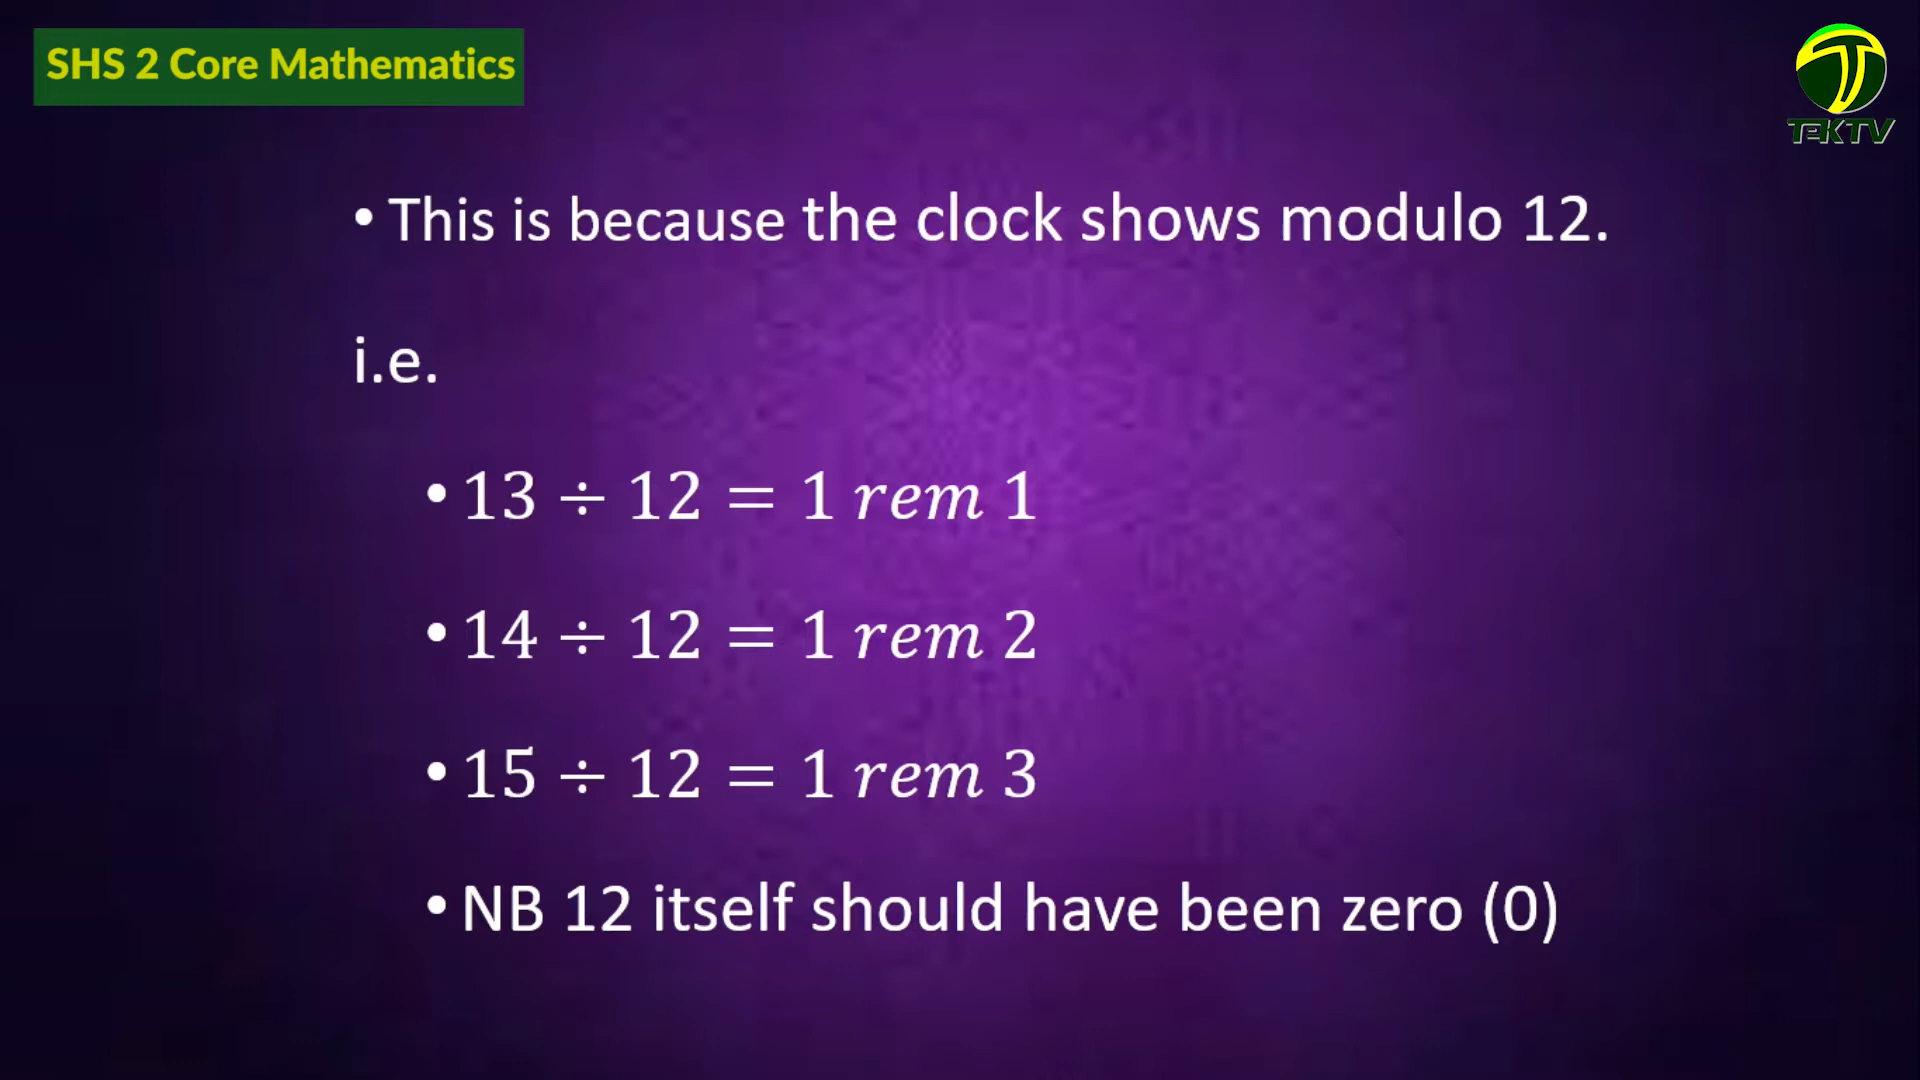 SHS 2 Core Mathematics
TEKTV
• This is because the clock shows modulo 12.
i.e.
• 13 ÷ 12 = 1 rem 1
• 14 ÷ 12 = 1 rem 2
• 15 ÷ 12 = 1 rem 3
• NB 12 itself should have been zero (0)